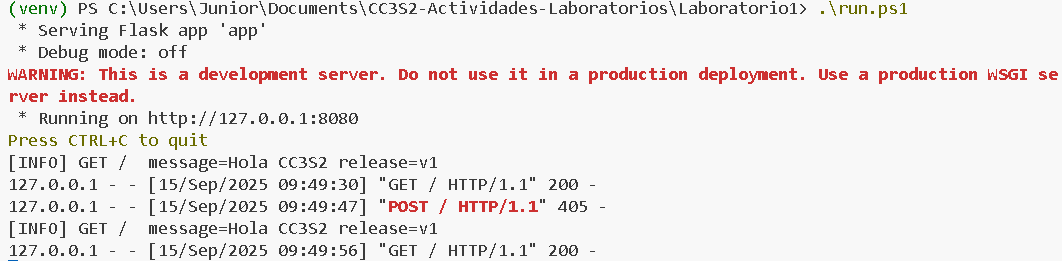 (venv) PS C:\Users\Junior\Documents\CC3S2-Actividades-Laboratorios\Laboratorio1> .\run.ps1
 * Serving Flask app 'app'
 * Debug mode: off
WARNING: This is a development server. Do not use it in a production deployment. Use a production WSGI se
rver instead.
 * Running on http://127.0.0.1:8080
Press CTRL+C to quit
[INFO] GET /  message=Hola CC3S2 release=v1
127.0.0.1 - - [15/Sep/2025 09:49:30] "GET / HTTP/1.1" 200 -
127.0.0.1 - - [15/Sep/2025 09:49:47] "POST / HTTP/1.1" 405 -
[INFO] GET /  message=Hola CC3S2 release=v1
127.0.0.1 - - [15/Sep/2025 09:49:56] "GET / HTTP/1.1" 200 -